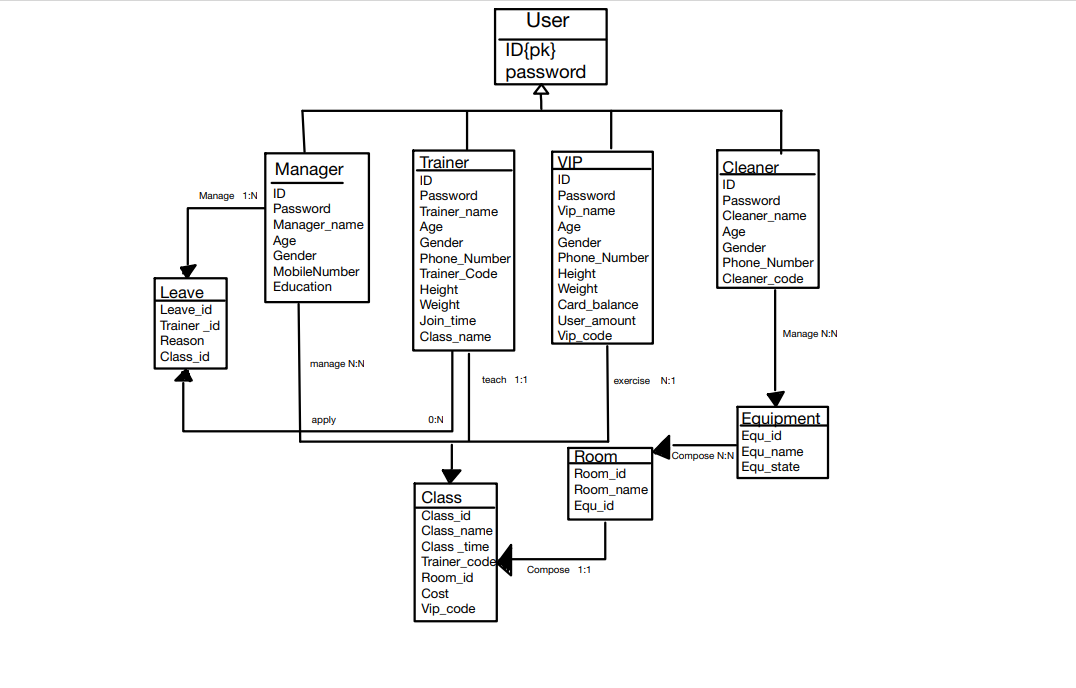 User
ID{pk}
password
Manager
ID
Password
Manager_name
Age
Gender
MobileNumber
Education
Trainer
ID
Password
Trainer_name
Age
Gender
Phone_Number
Trainer_Code
Height
Weight
Join_time
Class_name
VIP
ID
Password
Vip_name
Age
Gender
Phone_Number
Height
Weight
Card_balance
User_amount
Vip_code
Cleaner
ID
Password
Cleaner_name
Age
Gender
Phone_Number
Cleaner_code
Manage 1:N
Leave
Leave_id
Trainer _id
Reason
Class_id
manage N:N
teach 1:1
exercise N:1
Manage N:N
apply 0:N
Equipment
Equ_id
Equ_name
Equ_state
Compose N:N
Room
Room_id
Room_name
Equ_id
Class
Class_id
Class_name
Class _time
Trainer_code
Room_id
Cost
Vip_code
Compose 1:1